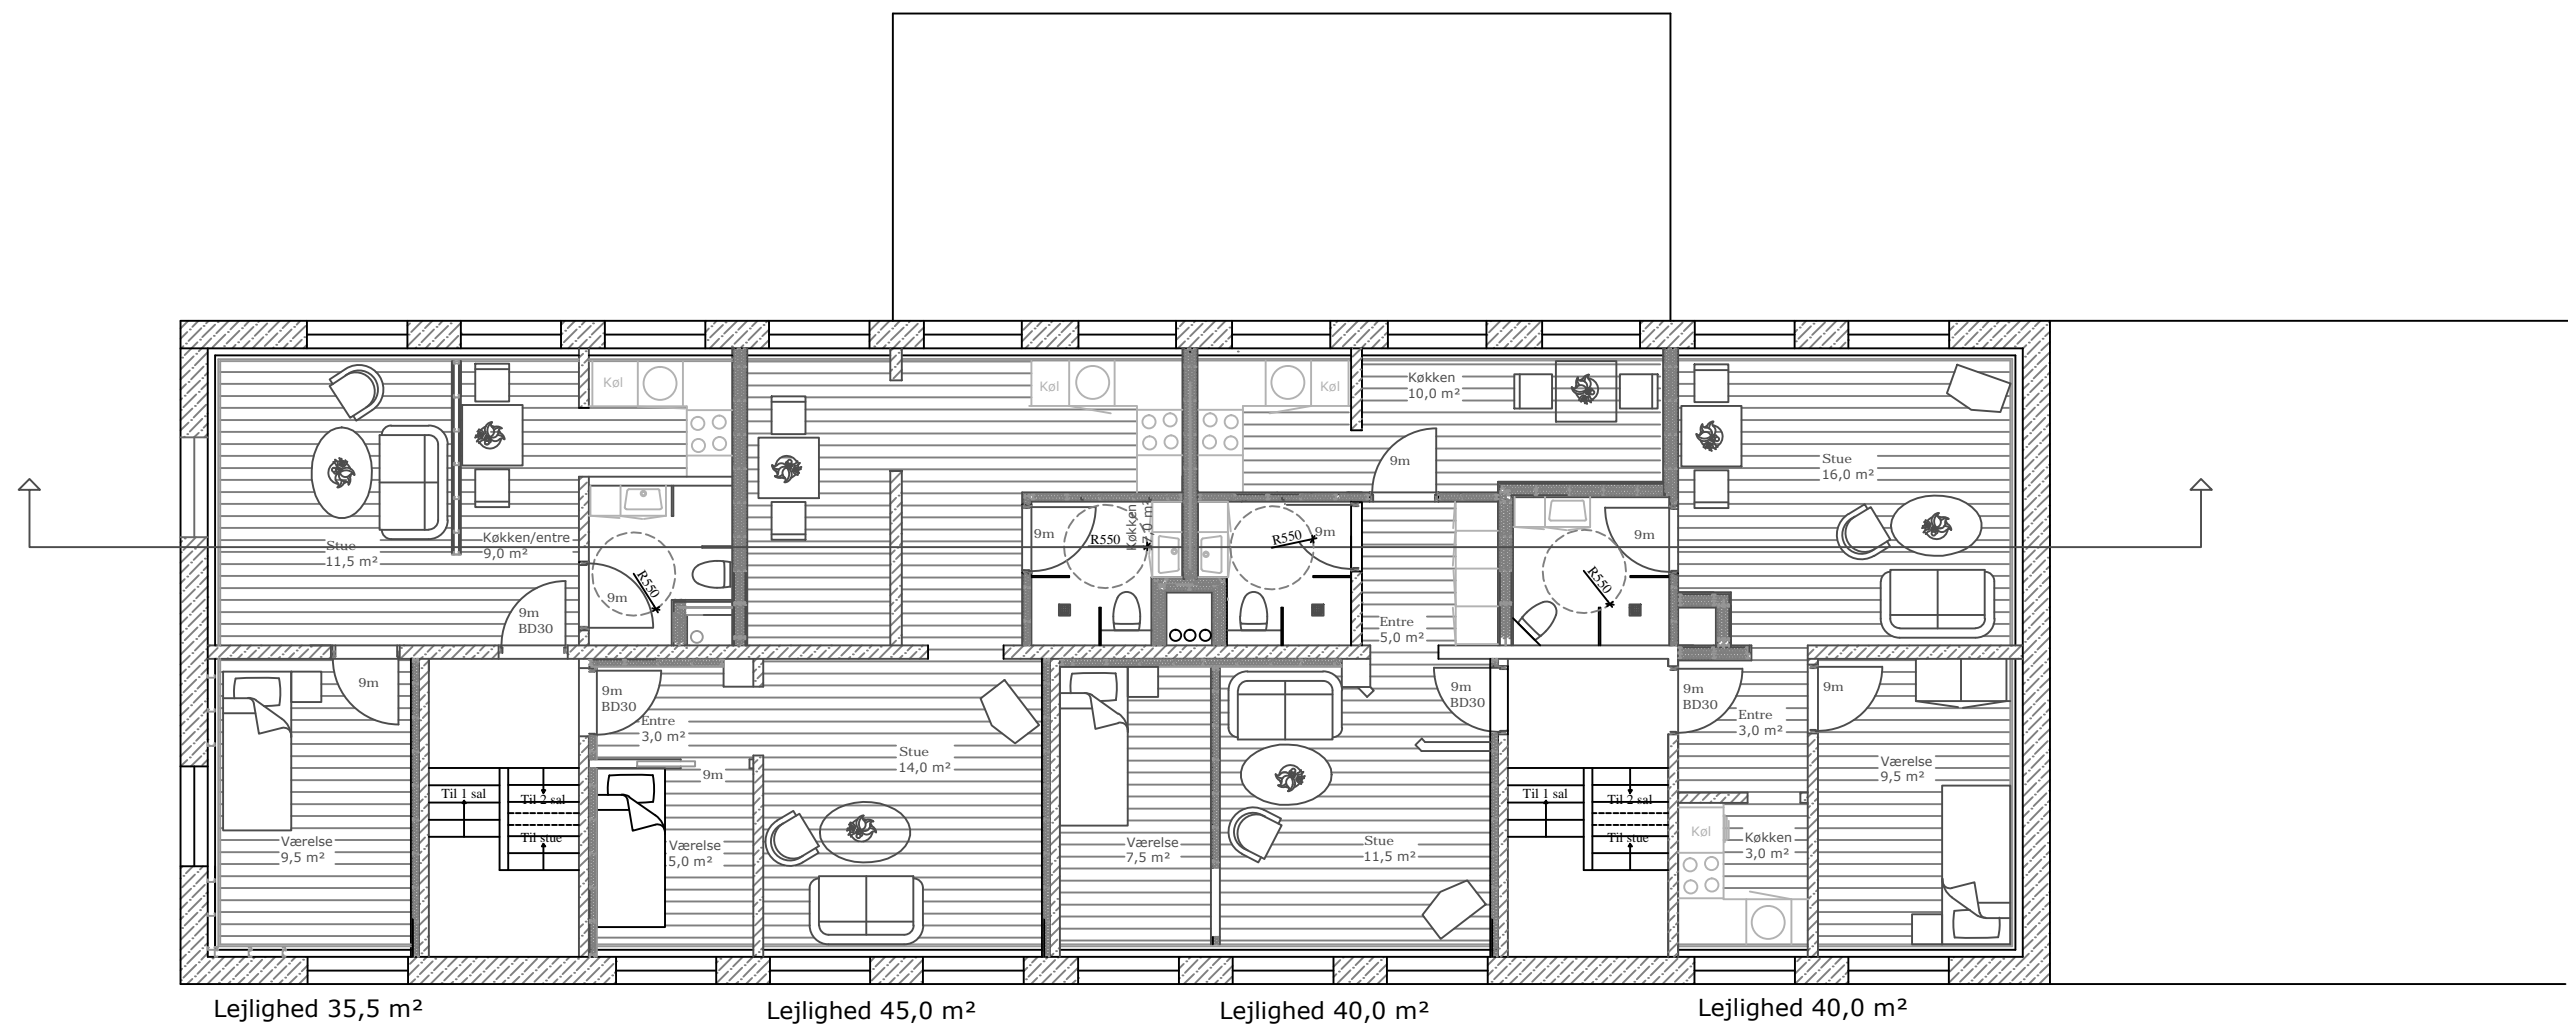 Køl
Køl
Køl
Køkken
10,0 m²
9m
Stue
16,0 m²
Stue
11,5 m²
Køkken/entre
9,0 m²
9m
BD30
9m
R550
9m
R550
Køkken
7,0 m²
R550
9m
Entre
5,0 m²
R550
9m
9m
9m
BD30
Entre
3,0 m²
9m
Stue
14,0 m²
9m
BD30
9m
BD30
Entre
3,0 m²
9m
Værelse
9,5 m²
Til 1 sal
Til 2 sal
Til stue
Værelse
9,5 m²
Værelse
5,0 m²
Værelse
7,5 m²
Stue
11,5 m²
Til 1 sal
Til 2 sal
Til stue
Køl
Køkken
3,0 m²
Lejlighed 35,5 m²
Lejlighed 45,0 m²
Lejlighed 40,0 m²
Lejlighed 40,0 m²